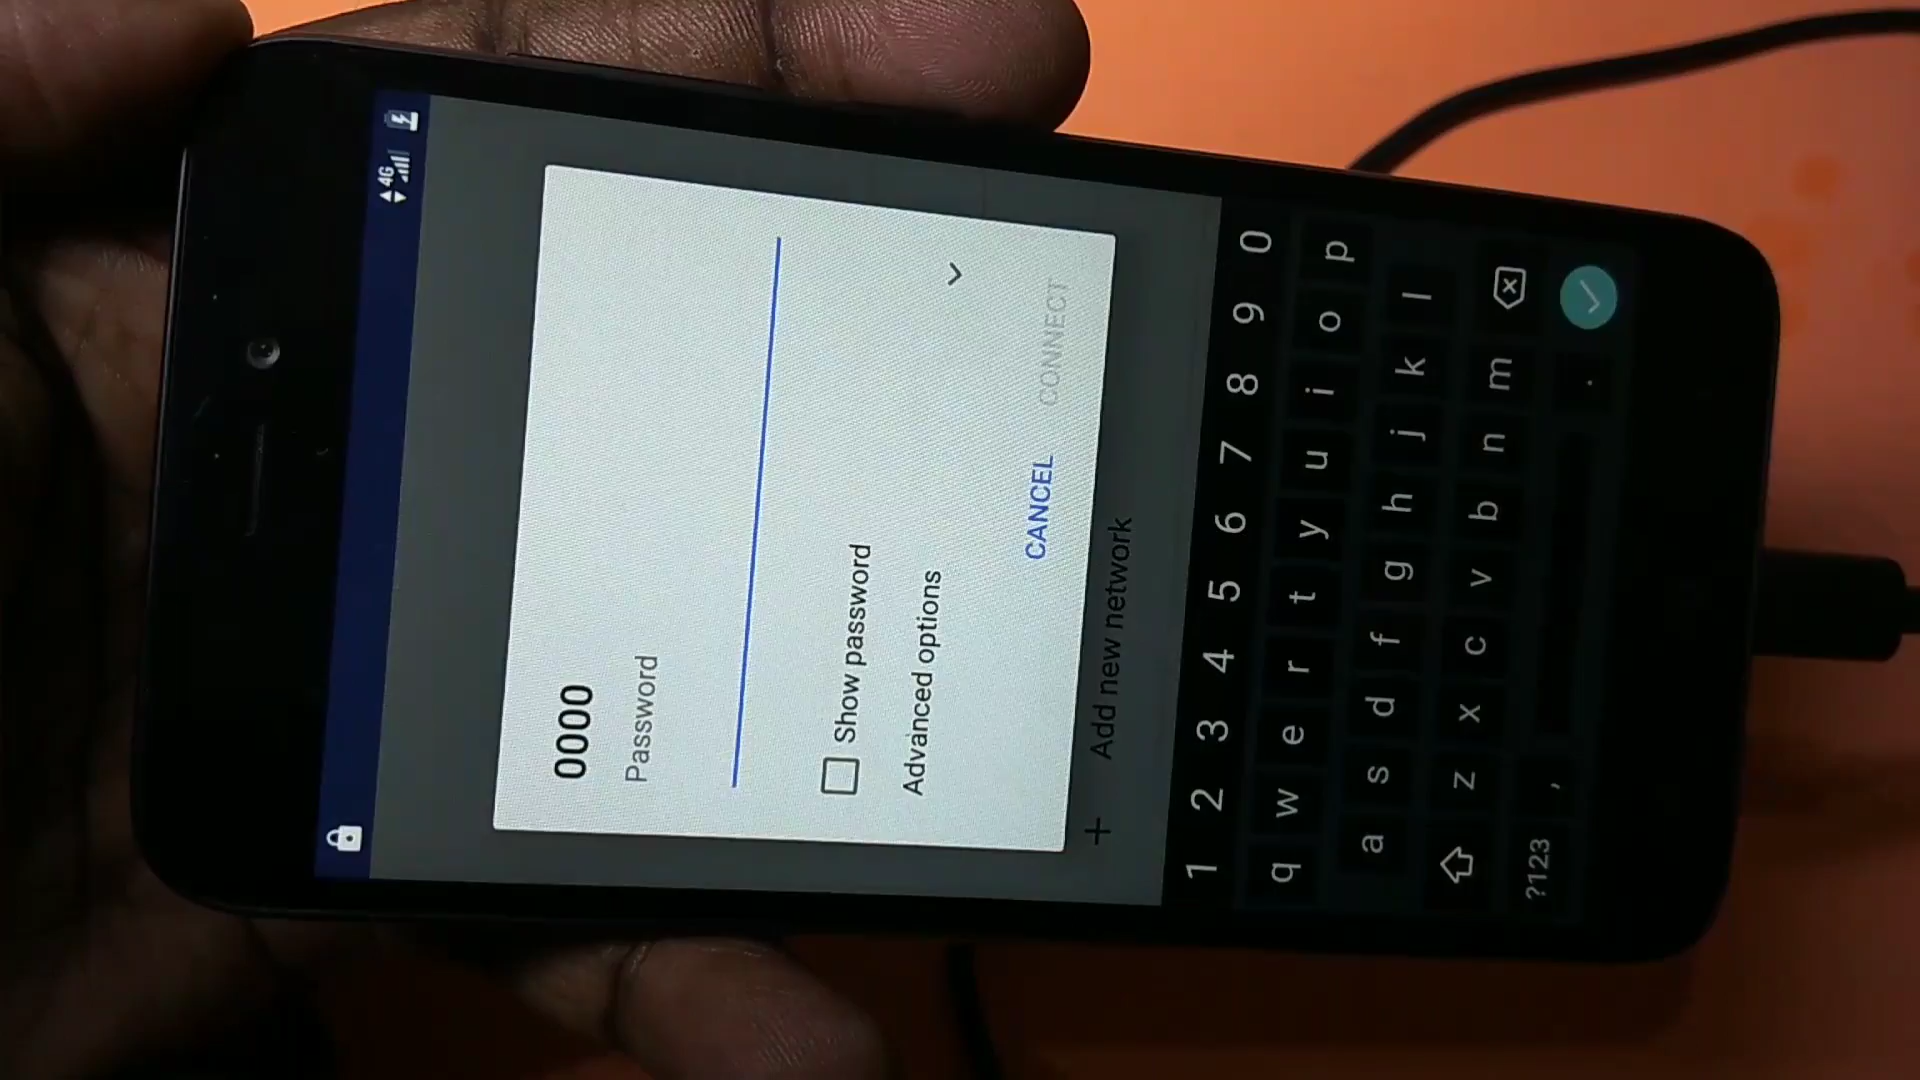 4G
0000
Password
Show password
Advanced options
CANCEL CONNECT
+ Add new network
1 2 3 4 5 6 7 8 9 0
q w e r t y u i o p
a s d f g h j k l
z x c v b n m
?123 , .